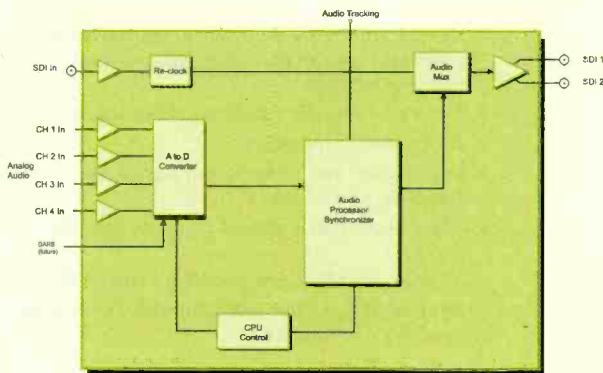 Audio Tracking
SDI In
Re-clock
Audio
Mux
SDI 1
SDI 2
CH 1 In
CH 2 In
CH 3 In
CH 4 In
Analog
Audio
A to D
Converter
Audio
Processor
Synchronizer
DARS
(future)
CPU
Control